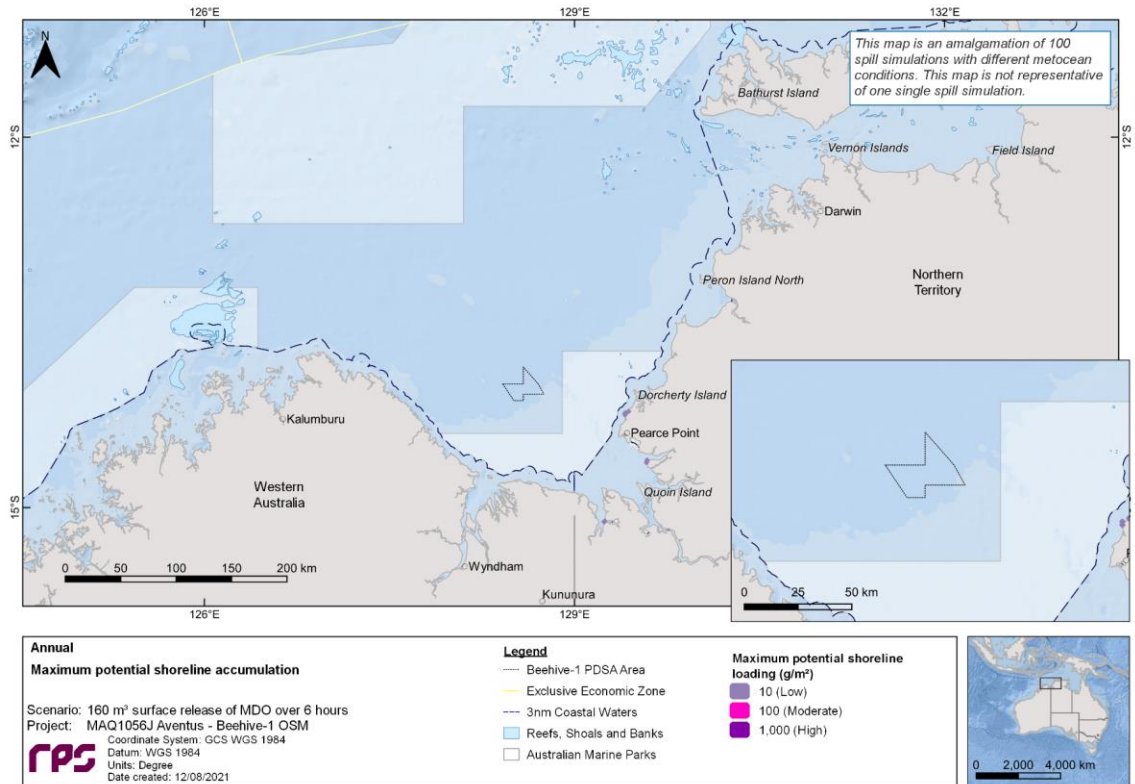 126°E
129°E
132°E
N
This map is an amalgamation of 100
spill simulations with different metocean
conditions. This map is not representative
of one single spill simulation.
Bathurst Island
12°S
12°S
Vernon Islands
Field Island
Darwin
Northern
Territory
Peron Island North
Dorcherty Island
Kalumburu
Pearce Point
Western
Australia
Quoin Island
15°S
Wyndham
Kununurra
0 50 100 150 200 km
0 25 50 km
126°E
129°E
Annual
Maximum potential shoreline accumulation
Scenario: 160 m³ surface release of MDO over 6 hours
Project: MAQ1056J Aventus - Beehive-1 OSM
rps
Coordinate System: GCS WGS 1984
Datum: WGS 1984
Units: Degree
Date created: 12/08/2021
Legend
Beehive-1 PDSA Area
Exclusive Economic Zone
3nm Coastal Waters
Reefs, Shoals and Banks
Australian Marine Parks
Maximum potential shoreline
loading (g/m²)
10 (Low)
100 (Moderate)
1,000 (High)
0 2,000 4,000 km